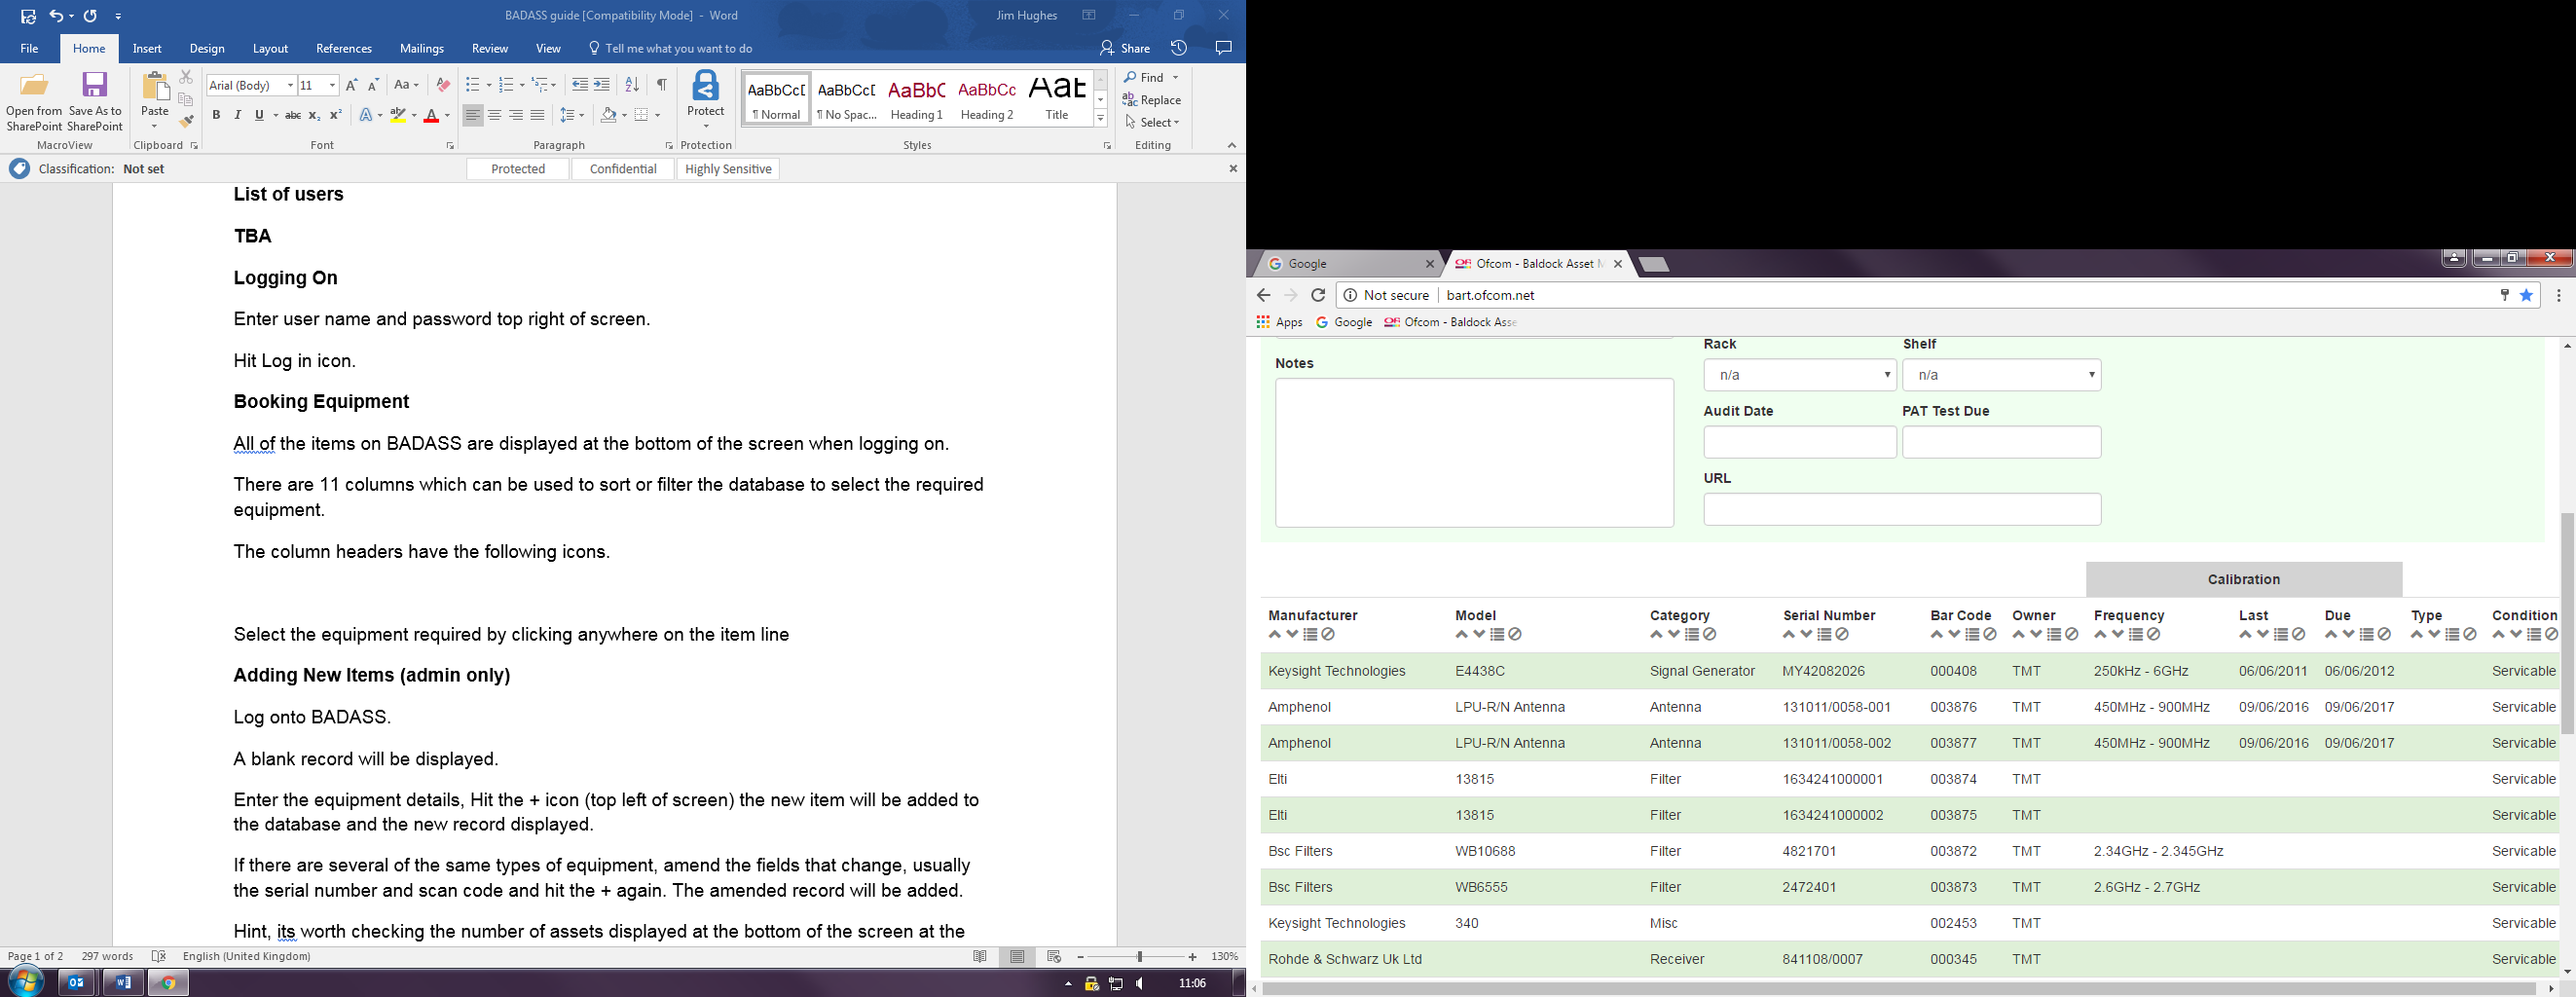 BADASS guide [Compatibility Mode] - Word
Jim Hughes
File Home Insert Design Layout References Mailings Review View Tell me what you want to do
Share
Open from SharePoint
Save As to SharePoint
Paste
Arial (Body) 11
Protect
AaBbCcD AaBbCcD AaBbC AaBbCc AaB
¶ Normal ¶ No Spac... Heading 1 Heading 2 Title
Find
Replace
Select
MacroView Clipboard Font Paragraph Protection Styles Editing
Classification: Not set
Protected Confidential Highly Sensitive
List of users
TBA
Logging On
Enter user name and password top right of screen.
Hit Log in icon.
Booking Equipment
All of the items on BADASS are displayed at the bottom of the screen when logging on.
There are 11 columns which can be used to sort or filter the database to select the required
equipment.
The column headers have the following icons.
Select the equipment required by clicking anywhere on the item line
Adding New Items (admin only)
Log onto BADASS.
A blank record will be displayed.
Enter the equipment details, Hit the + icon (top left of screen) the new item will be added to
the database and the new record displayed.
If there are several of the same types of equipment, amend the fields that change, usually
the serial number and scan code and hit the + again. The amended record will be added.
Hint, its worth checking the number of assets displayed at the bottom of the screen at the
Page 1 of 2 297 words English (United Kingdom)
130%
11:06
Google
Ofcom - Baldock Asset M
Not secure bart.ofcom.net
Apps Google Ofcom - Baldock Asse
Rack Shelf
Notes
n/a n/a
Audit Date PAT Test Due
URL
Calibration
Manufacturer Model Category Serial Number Bar Code Owner Frequency Last Due Type Condition
Keysight Technologies E4438C Signal Generator MY42082026 000408 TMT 250kHz - 6GHz 06/06/2011 06/06/2012 Servicable
Amphenol LPU-R/N Antenna Antenna 131011/0058-001 003876 TMT 450MHz - 900MHz 09/06/2016 09/06/2017 Servicable
Amphenol LPU-R/N Antenna Antenna 131011/0058-002 003877 TMT 450MHz - 900MHz 09/06/2016 09/06/2017 Servicable
Elti 13815 Filter 1634241000001 003874 TMT Servicable
Elti 13815 Filter 1634241000002 003875 TMT Servicable
Bsc Filters WB10688 Filter 4821701 003872 TMT 2.34GHz - 2.345GHz Servicable
Bsc Filters WB6555 Filter 2472401 003873 TMT 2.6GHz - 2.7GHz Servicable
Keysight Technologies 340 Misc 002453 TMT Servicable
Rohde & Schwarz Uk Ltd Receiver 841108/0007 000345 TMT Servicable